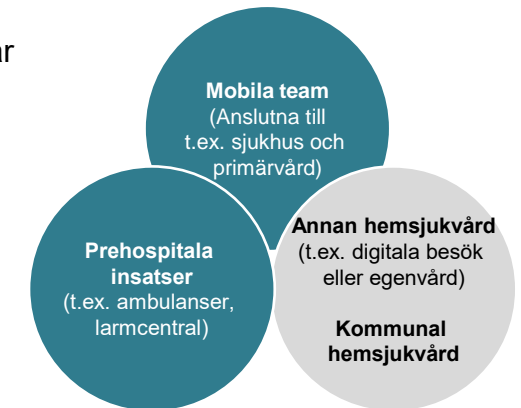 Mobila team
(Anslutna till
t.ex. sjukhus och
primärvård)
Prehospitala
insatser
(t.ex. ambulanser,
larmcentral)
Annan hemsjukvård
(t.ex. digitala besök
eller egenvård)
Kommunal
hemsjukvård